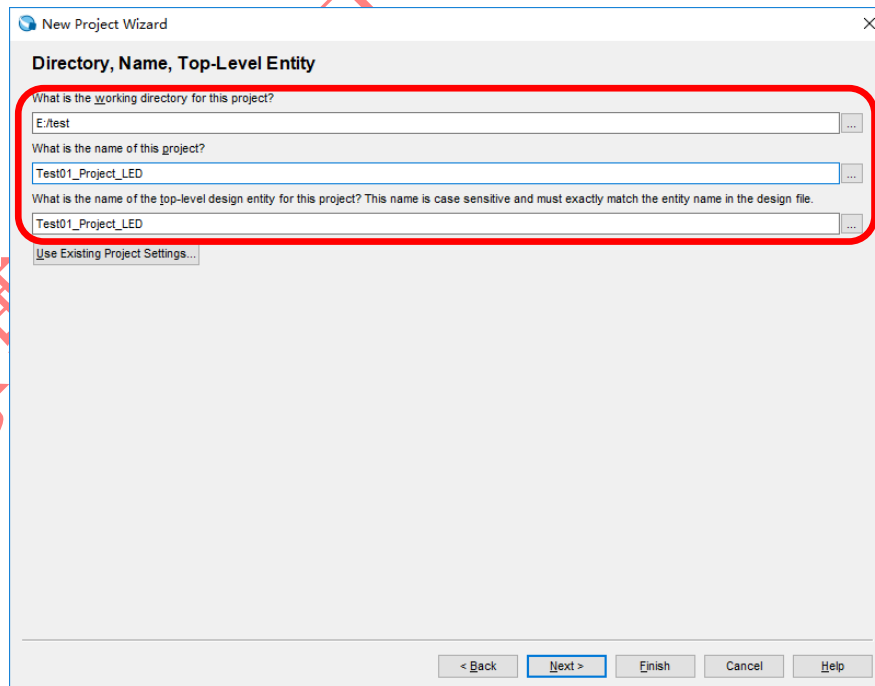 New Project Wizard
Directory, Name, Top-Level Entity
What is the working directory for this project?
E:/test
...
What is the name of this project?
Test01_Project_LED
...
What is the name of the top-level design entity for this project? This name is case sensitive and must exactly match the entity name in the design file.
Test01_Project_LED
...
Use Existing Project Settings...
< Back
Next >
Finish
Cancel
Help